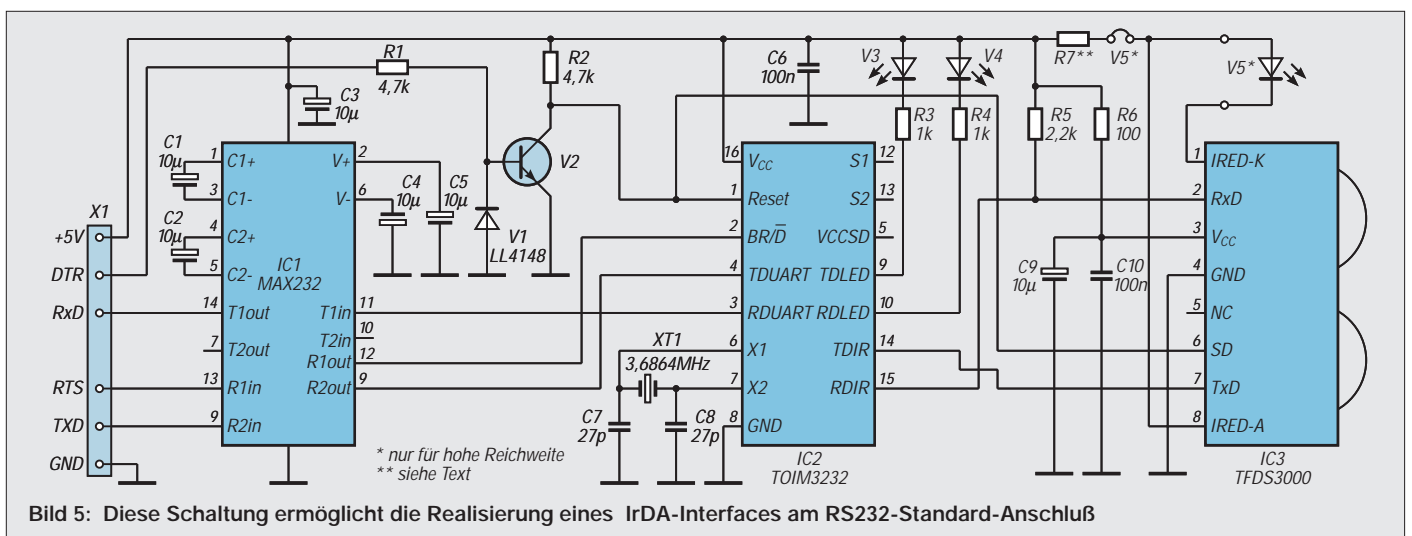 R1
4,7k
R2
4,7k
C6
100n
V3
V4
R7**
V5*
V5*
C3
10µ
R3
1k
R4
1k
R5
2,2k
R6
100
C1
10µ
1
C1+
V+
2
3
C1-
V-
6
C4
10µ
C5
10µ
V2
16
VCC
S1
12
1
IRED-K
X1
C2
10µ
4
C2+
5
C2-
V1
LL4148
1
Reset
S2
13
2
RxD
+5V
IC1
MAX232
2
BR/D̅
VCCSD
5
3
VCC
DTR
4
TDUART
TDLED
9
C9
10µ
C10
100n
4
GND
RxD
14
T1out
T1in
11
3
RDUART
RDLED
10
5
NC
7
T2out
T2in
10
XT1
3,6864MHz
6
X1
TDIR
14
6
SD
R1out
12
RTS
13
R1in
R2out
9
7
X2
RDIR
15
7
TxD
TXD
9
R2in
C7
27p
C8
27p
8
GND
8
IRED-A
GND
* nur für hohe Reichweite
** siehe Text
IC2
TOIM3232
IC3
TFDS3000
Bild 5: Diese Schaltung ermöglicht die Realisierung eines IrDA-Interfaces am RS232-Standard-Anschluß